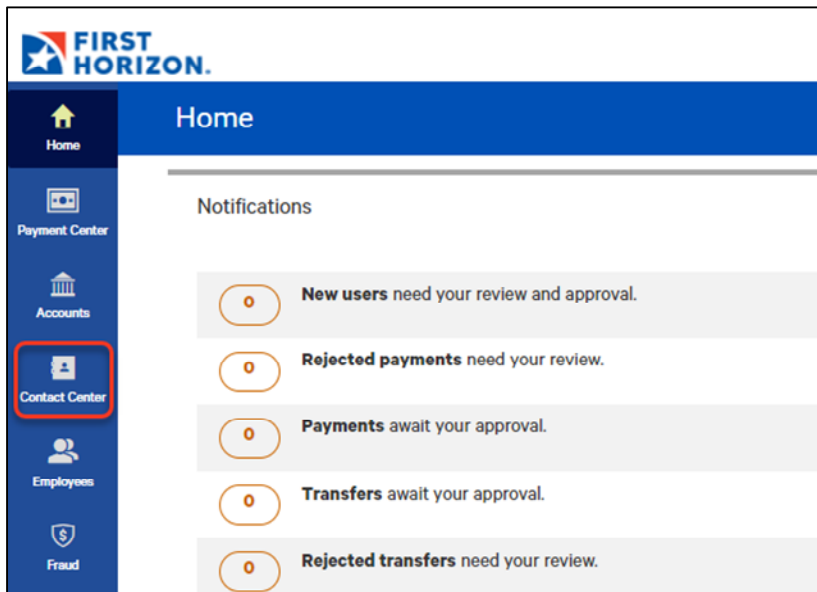 FIRST
HORIZON.
Home
Home
Payment Center
Accounts
Contact Center
Employees
Fraud
Notifications
0 New users need your review and approval.
0 Rejected payments need your review.
0 Payments await your approval.
0 Transfers await your approval.
0 Rejected transfers need your review.